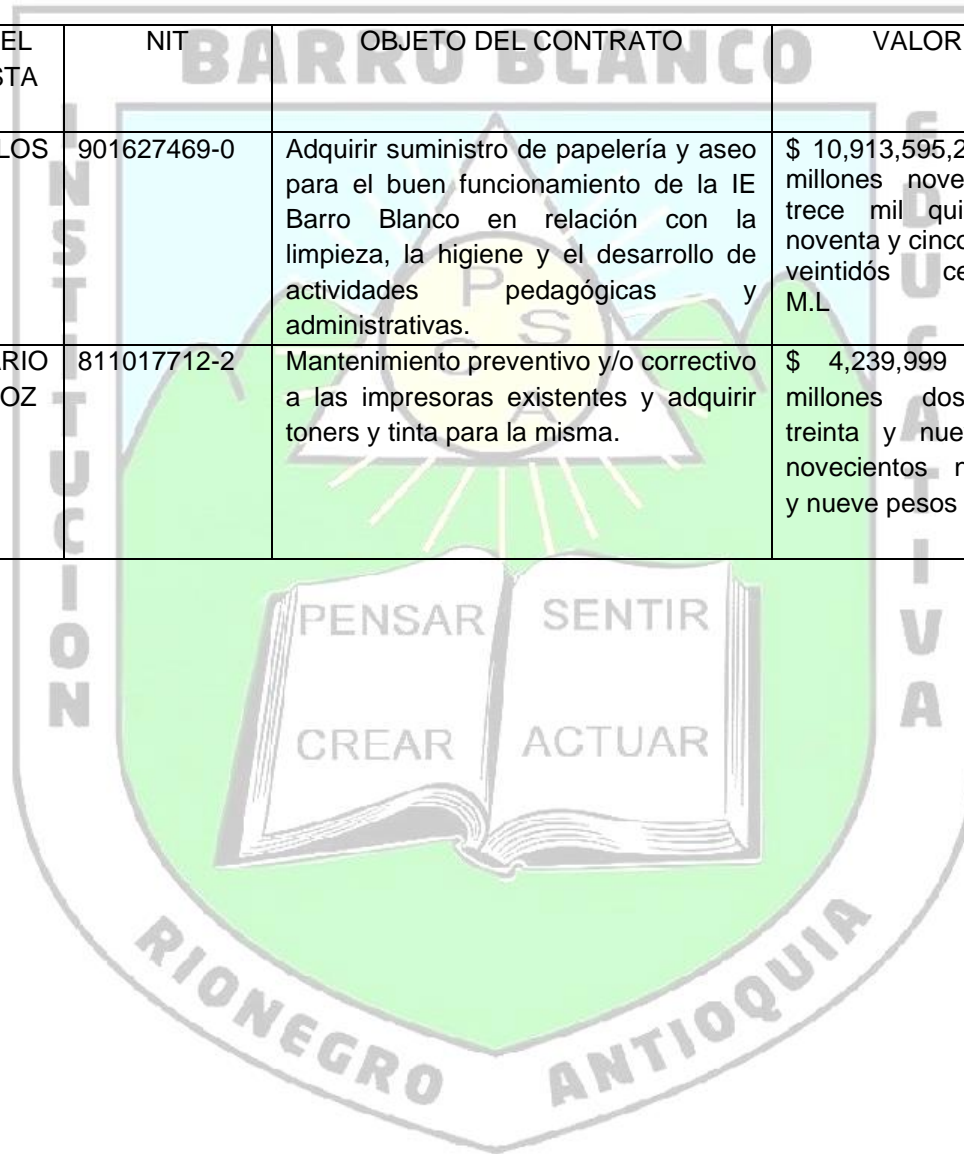 EL NIT OBJETO DEL CONTRATO VALOR
STA
LOS 901627469-0 Adquirir suministro de papelería y aseo $ 10,913,595,2
para el buen funcionamiento de la IE millones nove
Barro Blanco en relación con la trece mil qui
limpieza, la higiene y el desarrollo de noventa y cinco
actividades pedagógicas y veintidós ce
administrativas. M.L
ARIO 811017712-2 Mantenimiento preventivo y/o correctivo $ 4,239,999
OZ a las impresoras existentes y adquirir millones dos
toners y tinta para la misma. treinta y nue
novecientos n
y nueve pesos
BARRO BLANCO
INSTITUCION
EDUCATIVA
P
S
C
A
PENSAR SENTIR
CREAR ACTUAR
RIONEGRO ANTIOQUIA